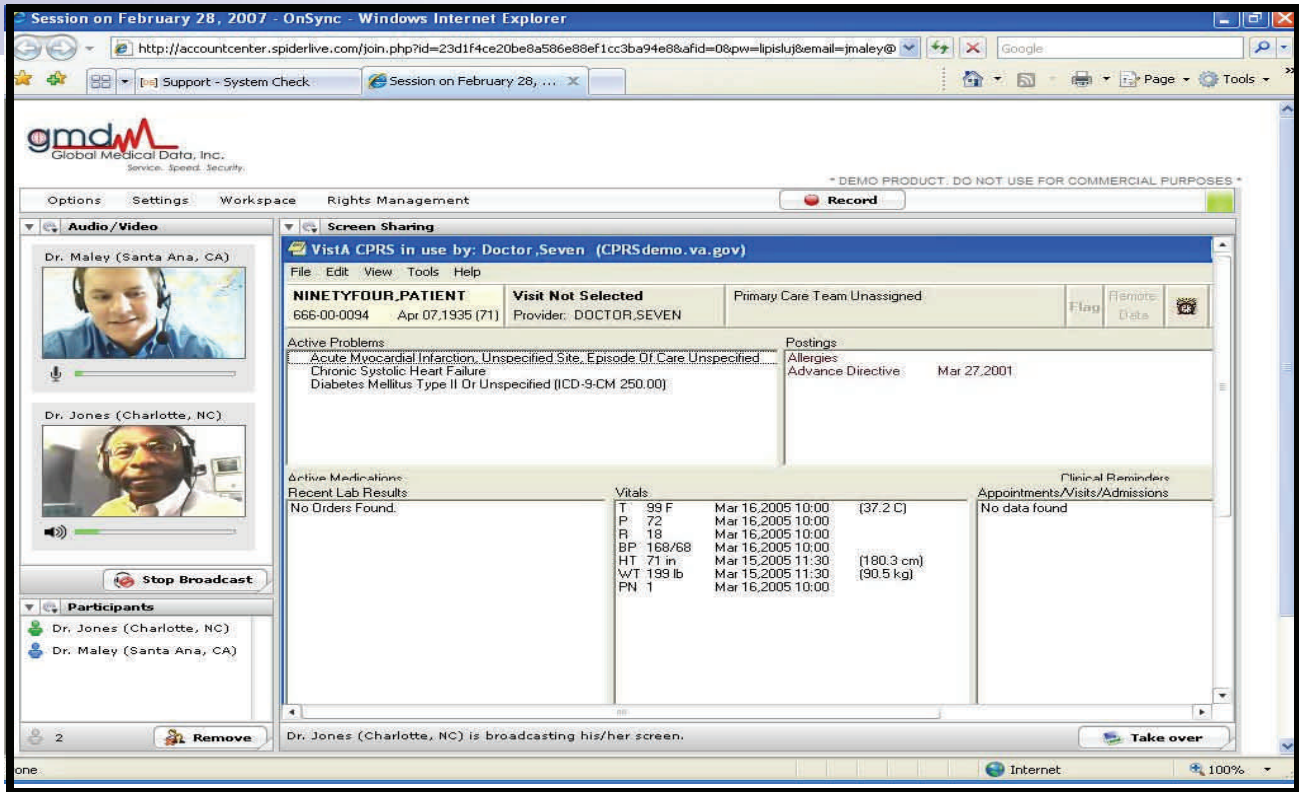 Session on February 28, 2007 - OnSync - Windows Internet Explorer
http://accountcenter.spiderlive.com/join.php?id=23d1f4ce20be8a586e88ef1cc3ba94e8&afid=0&pw=lipisluj&email=jmaley@
Google
Support - System Check
Session on February 28, ...
Page
Tools
gmd
Global Medical Data, Inc.
Service. Speed. Security.
* DEMO PRODUCT. DO NOT USE FOR COMMERCIAL PURPOSES *
Options Settings Workspace Rights Management
Record
Audio/Video
Dr. Maley (Santa Ana, CA)
Dr. Jones (Charlotte, NC)
Stop Broadcast
Participants
Dr. Jones (Charlotte, NC)
Dr. Maley (Santa Ana, CA)
2
Remove
Screen Sharing
VistA CPRS in use by: Doctor,Seven (CPRSdemo.va.gov)
File Edit View Tools Help
NINETYFOUR,PATIENT
666-00-0094 Apr 07,1935 (71)
Visit Not Selected
Provider: DOCTOR,SEVEN
Primary Care Team Unassigned
Flag
Remote
Data
Active Problems
Acute Myocardial Infarction, Unspecified Site, Episode Of Care Unspecified
Chronic Systolic Heart Failure
Diabetes Mellitus Type II Or Unspecified (ICD-9-CM 250.00)
Postings
Allergies
Advance Directive Mar 27,2001
Active Medications
Clinical Reminders
Recent Lab Results
No Orders Found.
Vitals
T 99 F Mar 16,2005 10:00 (37.2 C)
P 72 Mar 16,2005 10:00
R 18 Mar 16,2005 10:00
BP 168/68 Mar 16,2005 10:00
HT 71 in Mar 15,2005 11:30 (180.3 cm)
WT 199 lb Mar 15,2005 11:30 (90.5 kg)
PN 1 Mar 16,2005 10:00
Appointments/Visits/Admissions
No data found
Dr. Jones (Charlotte, NC) is broadcasting his/her screen.
Take over
one
Internet
100%